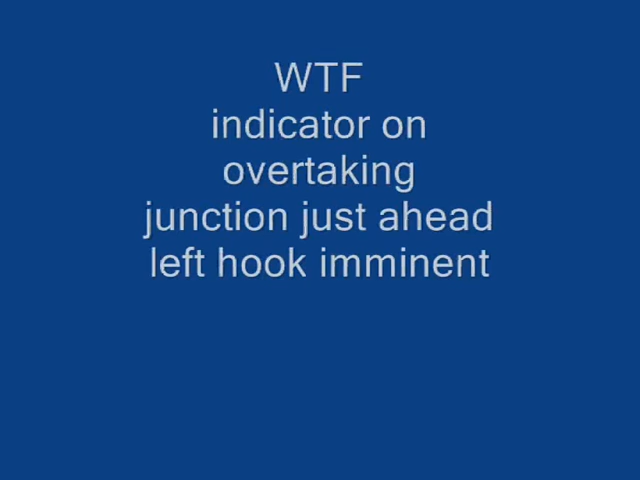 WTF
indicator on
overtaking
junction just ahead
left hook imminent